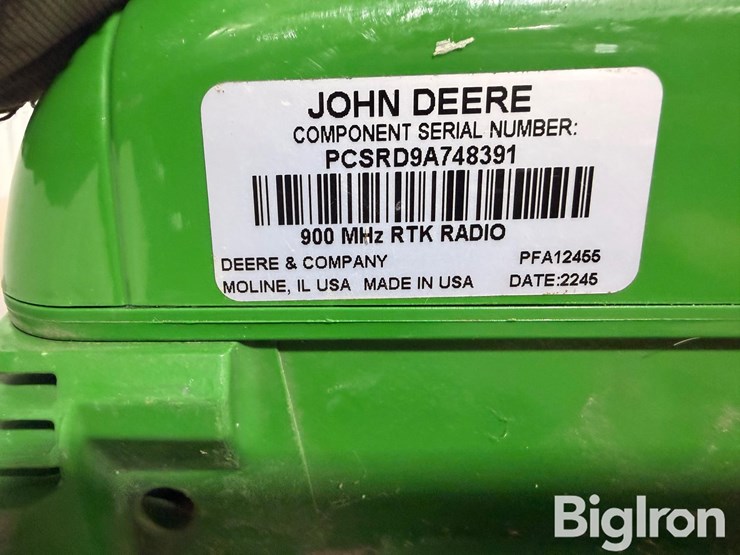 JOHN DEERE
COMPONENT SERIAL NUMBER:
PCSRD9A748391
900 MHz RTK RADIO
DEERE & COMPANY PFA12455
MOLINE, IL USA MADE IN USA DATE:2245
BigIron